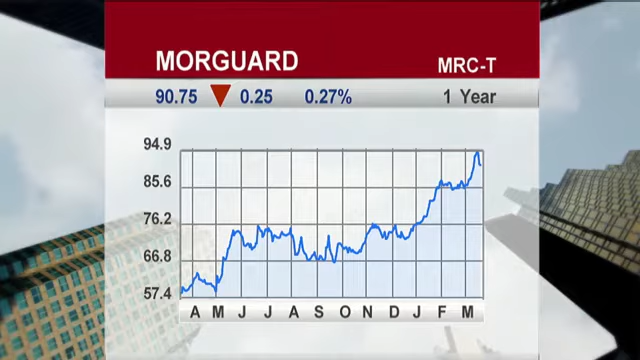 MORGUARD
MRC-T
90.75 ▼ 0.25 0.27% 1 Year
94.9
85.6
76.2
66.8
57.4
A M J J A S O N D J F M